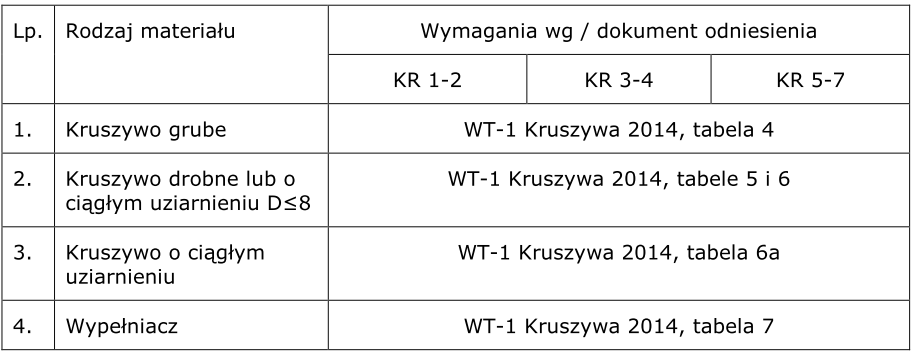 Lp. Rodzaj materiału Wymagania wg / dokument odniesienia
KR 1-2 KR 3-4 KR 5-7
1. Kruszywo grube WT-1 Kruszywa 2014, tabela 4
2. Kruszywo drobne lub o WT-1 Kruszywa 2014, tabele 5 i 6
ciągłym uziarnieniu D≤8
3. Kruszywo o ciągłym WT-1 Kruszywa 2014, tabela 6a
uziarnieniu
4. Wypełniacz WT-1 Kruszywa 2014, tabela 7